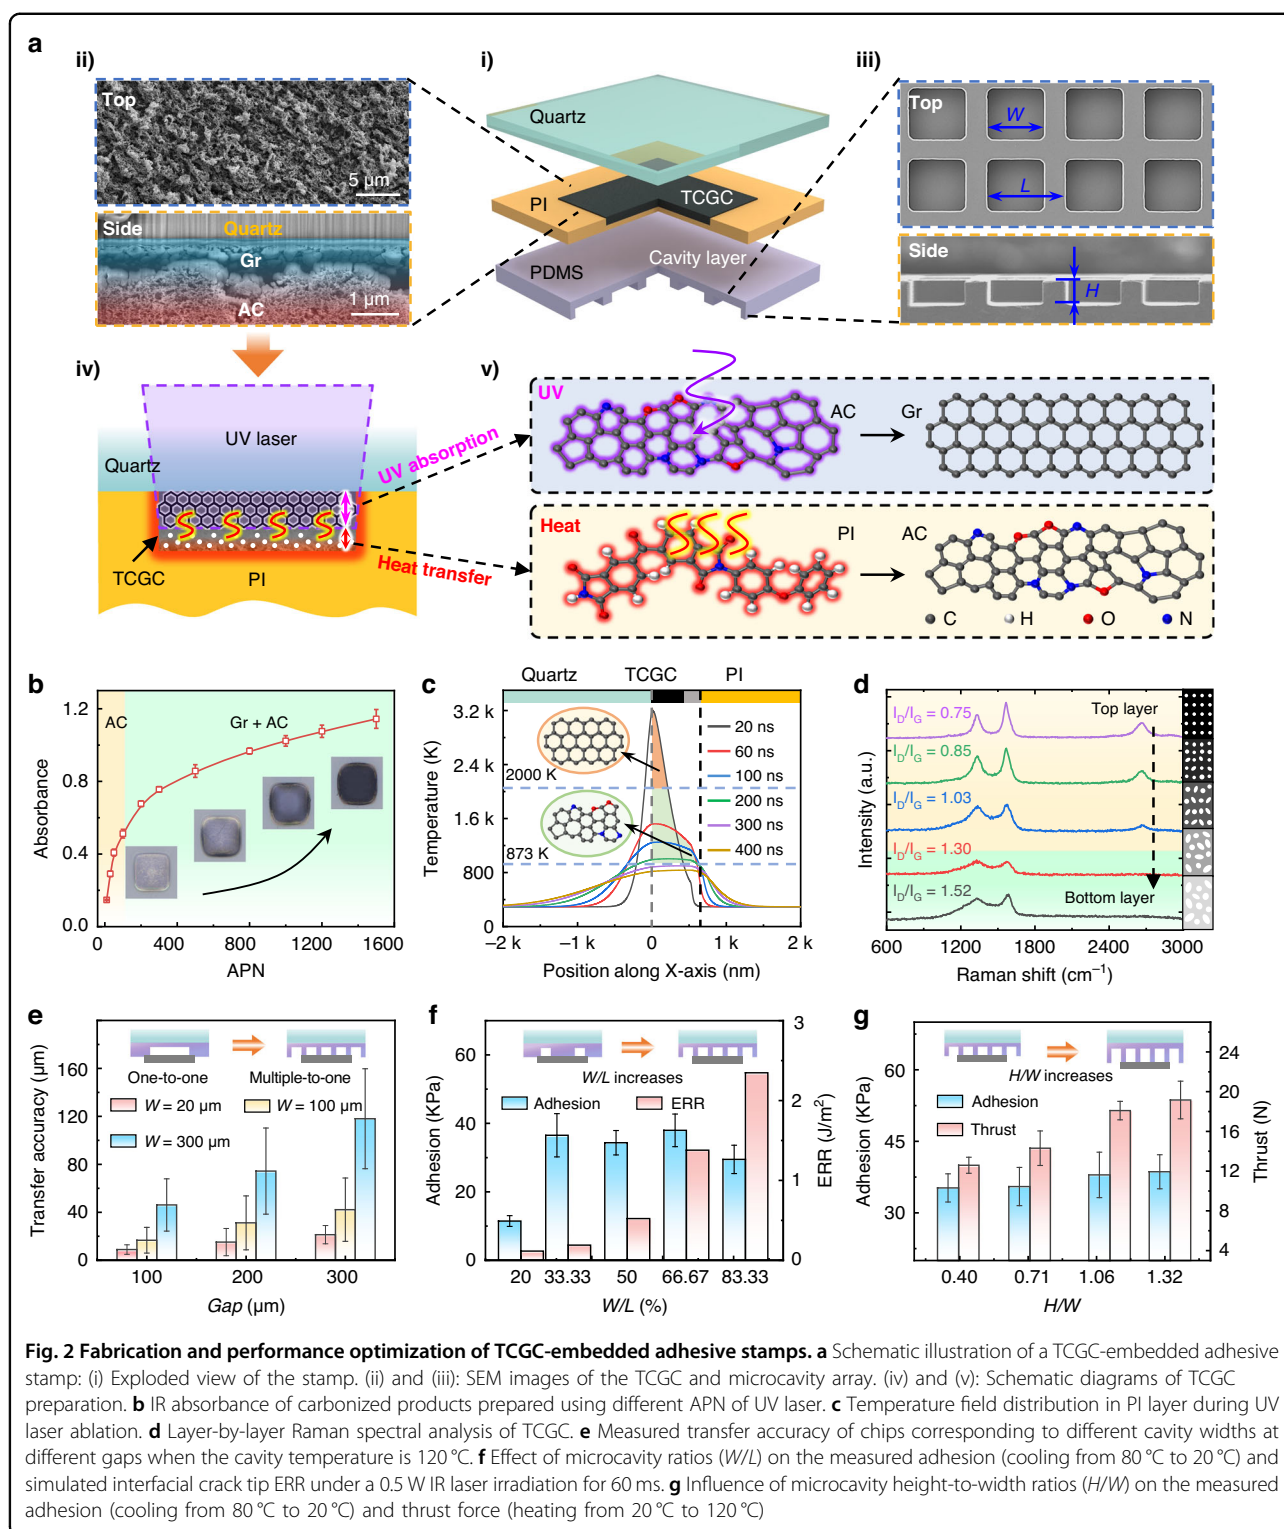 a
ii)
i)
iii)
Top
5 µm
Side
Quartz
Gr
AC
1 µm
Quartz
PI
TCGC
PDMS
Cavity layer
Top
W
L
Side
H
iv)
v)
UV laser
Quartz
UV absorption
Heat transfer
TCGC
PI
UV
AC
Gr
Heat
PI
AC
C
H
O
N
b
AC
Gr + AC
Absorbance
1.2
0.8
0.4
0.0
0
400
800
1200
1600
APN
c
Quartz
TCGC
PI
Temperature (K)
3.2 k
2.4 k
1.6 k
800
0
2000 K
873 K
20 ns
60 ns
100 ns
200 ns
300 ns
400 ns
−2 k
−1 k
0
1 k
2 k
Position along X-axis (nm)
d
Intensity (a.u.)
I_D/I_G = 0.75
I_D/I_G = 0.85
I_D/I_G = 1.03
I_D/I_G = 1.30
I_D/I_G = 1.52
Top layer
Bottom layer
600
1200
1800
2400
3000
Raman shift (cm⁻¹)
e
Transfer accuracy (µm)
160
120
80
40
0
One-to-one
Multiple-to-one
W = 20 µm
W = 100 µm
W = 300 µm
100
200
300
Gap (µm)
f
Adhesion (KPa)
60
40
20
0
W/L increases
Adhesion
ERR
3
2
1
0
ERR (J/m²)
20
33.33
50
66.67
83.33
W/L (%)
g
Adhesion (KPa)
60
45
30
H/W increases
Adhesion
Thrust
24
20
16
12
8
4
Thrust (N)
0.40
0.71
1.06
1.32
H/W
Fig. 2 Fabrication and performance optimization of TCGC-embedded adhesive stamps. a Schematic illustration of a TCGC-embedded adhesive
stamp: (i) Exploded view of the stamp. (ii) and (iii): SEM images of the TCGC and microcavity array. (iv) and (v): Schematic diagrams of TCGC
preparation. b IR absorbance of carbonized products prepared using different APN of UV laser. c Temperature field distribution in PI layer during UV
laser ablation. d Layer-by-layer Raman spectral analysis of TCGC. e Measured transfer accuracy of chips corresponding to different cavity widths at
different gaps when the cavity temperature is 120 °C. f Effect of microcavity ratios (W/L) on the measured adhesion (cooling from 80 °C to 20 °C) and
simulated interfacial crack tip ERR under a 0.5 W IR laser irradiation for 60 ms. g Influence of microcavity height-to-width ratios (H/W) on the measured
adhesion (cooling from 80 °C to 20 °C) and thrust force (heating from 20 °C to 120 °C)